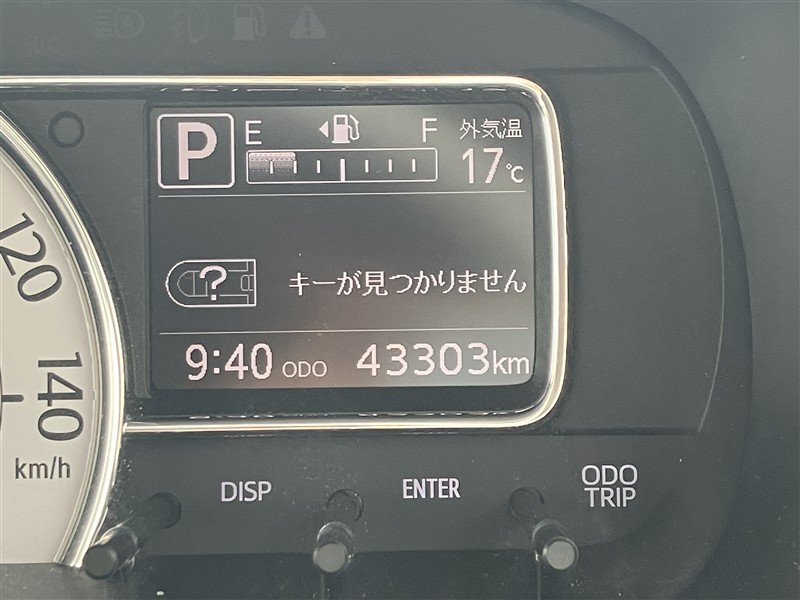 P
E F
外気温
17℃
?
キーが見つかりません
9:40 ODO 43303km
120
140
km/h
DISP
ENTER
ODO
TRIP